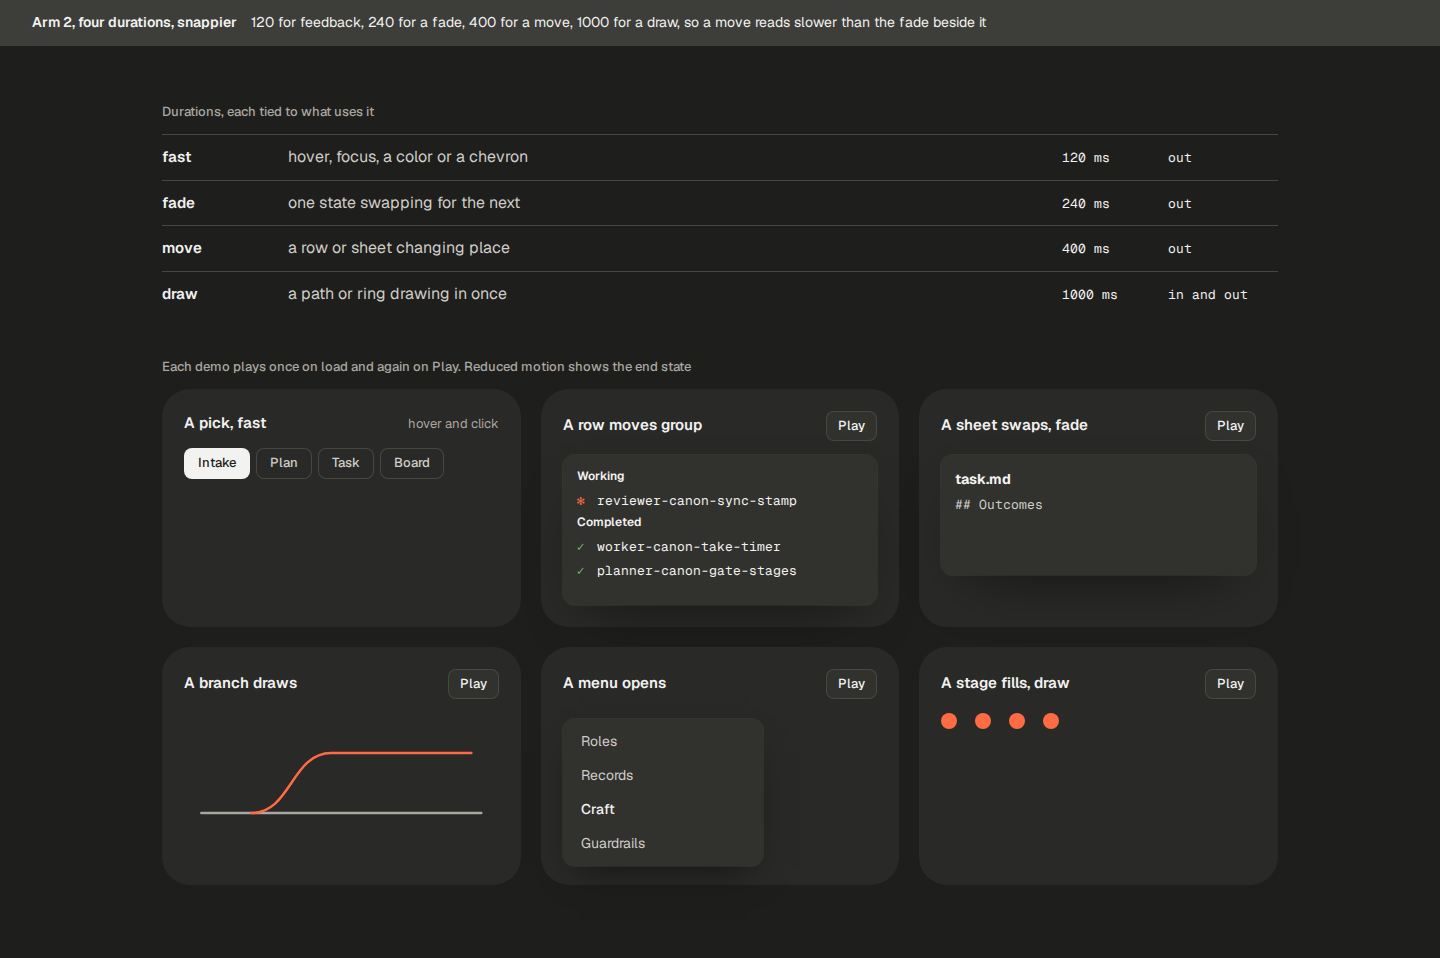 Arm 2, four durations, snappier 120 for feedback, 240 for a fade, 400 for a move, 1000 for a draw, so a move reads slower than the fade beside it
Durations, each tied to what uses it
fast hover, focus, a color or a chevron 120 ms out
fade one state swapping for the next 240 ms out
move a row or sheet changing place 400 ms out
draw a path or ring drawing in once 1000 ms in and out
Each demo plays once on load and again on Play. Reduced motion shows the end state
A pick, fast hover and click
Intake Plan Task Board
A row moves group Play
Working
✻ reviewer-canon-sync-stamp
Completed
✓ worker-canon-take-timer
✓ planner-canon-gate-stages
A sheet swaps, fade Play
task.md
## Outcomes
A branch draws Play
A menu opens Play
Roles
Records
Craft
Guardrails
A stage fills, draw Play